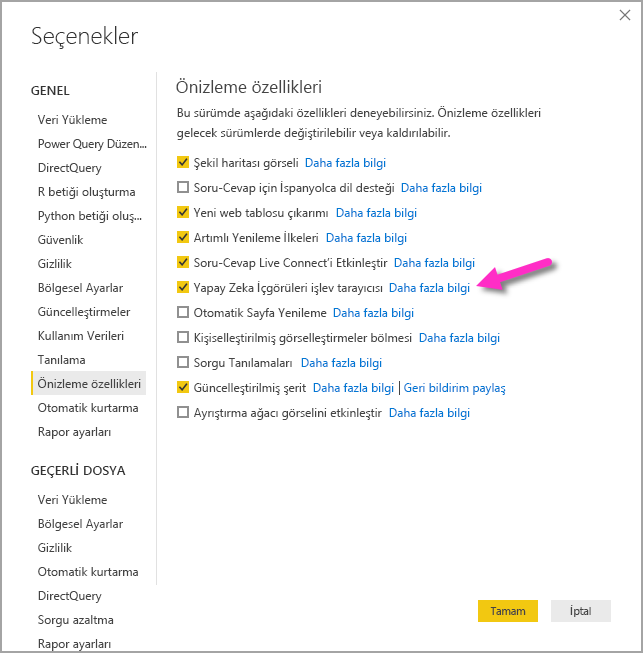 Seçenekler
GENEL
Veri Yükleme
Power Query Düzen...
DirectQuery
R betiği oluşturma
Python betiği oluş...
Güvenlik
Gizlilik
Bölgesel Ayarlar
Güncelleştirmeler
Kullanım Verileri
Tanılama
Önizleme özellikleri
Otomatik kurtarma
Rapor ayarları
GEÇERLİ DOSYA
Veri Yükleme
Bölgesel Ayarlar
Gizlilik
Otomatik kurtarma
DirectQuery
Sorgu azaltma
Rapor ayarları
Önizleme özellikleri
Bu sürümde aşağıdaki özellikleri deneyebilirsiniz. Önizleme özellikleri
gelecek sürümlerde değiştirilebilir veya kaldırılabilir.
Şekil haritası görseli Daha fazla bilgi
Soru-Cevap için İspanyolca dil desteği Daha fazla bilgi
Yeni web tablosu çıkarımı Daha fazla bilgi
Artımlı Yenileme İlkeleri Daha fazla bilgi
Soru-Cevap Live Connect'i Etkinleştir Daha fazla bilgi
Yapay Zeka İçgörüleri işlev tarayıcısı Daha fazla bilgi
Otomatik Sayfa Yenileme Daha fazla bilgi
Kişiselleştirilmiş görselleştirmeler bölmesi Daha fazla bilgi
Sorgu Tanılamaları Daha fazla bilgi
Güncelleştirilmiş şerit Daha fazla bilgi | Geri bildirim paylaş
Ayrıştırma ağacı görselini etkinleştir Daha fazla bilgi
Tamam İptal